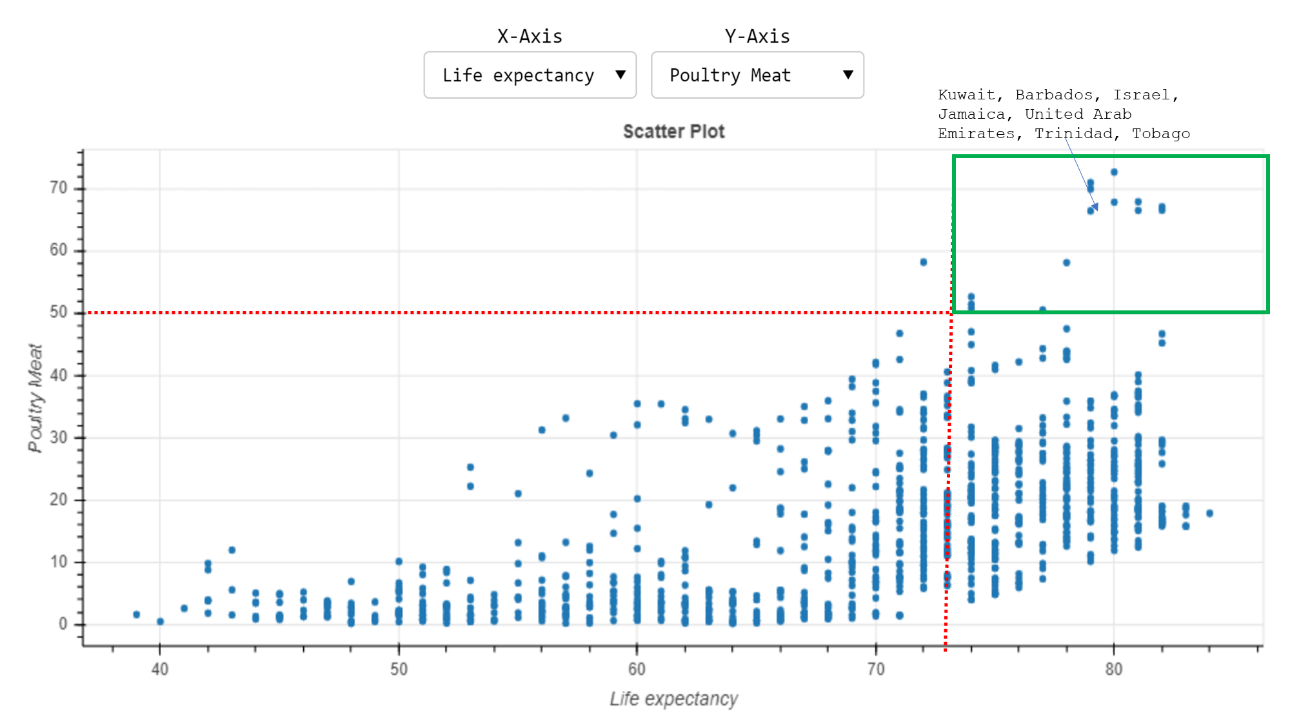 X-Axis Y-Axis
Life expectancy ▼ Poultry Meat ▼
Kuwait, Barbados, Israel,
Jamaica, United Arab
Emirates, Trinidad, Tobago
Scatter Plot
70
60
50
40
30
20
10
0
Poultry Meat
40 50 60 70 80
Life expectancy